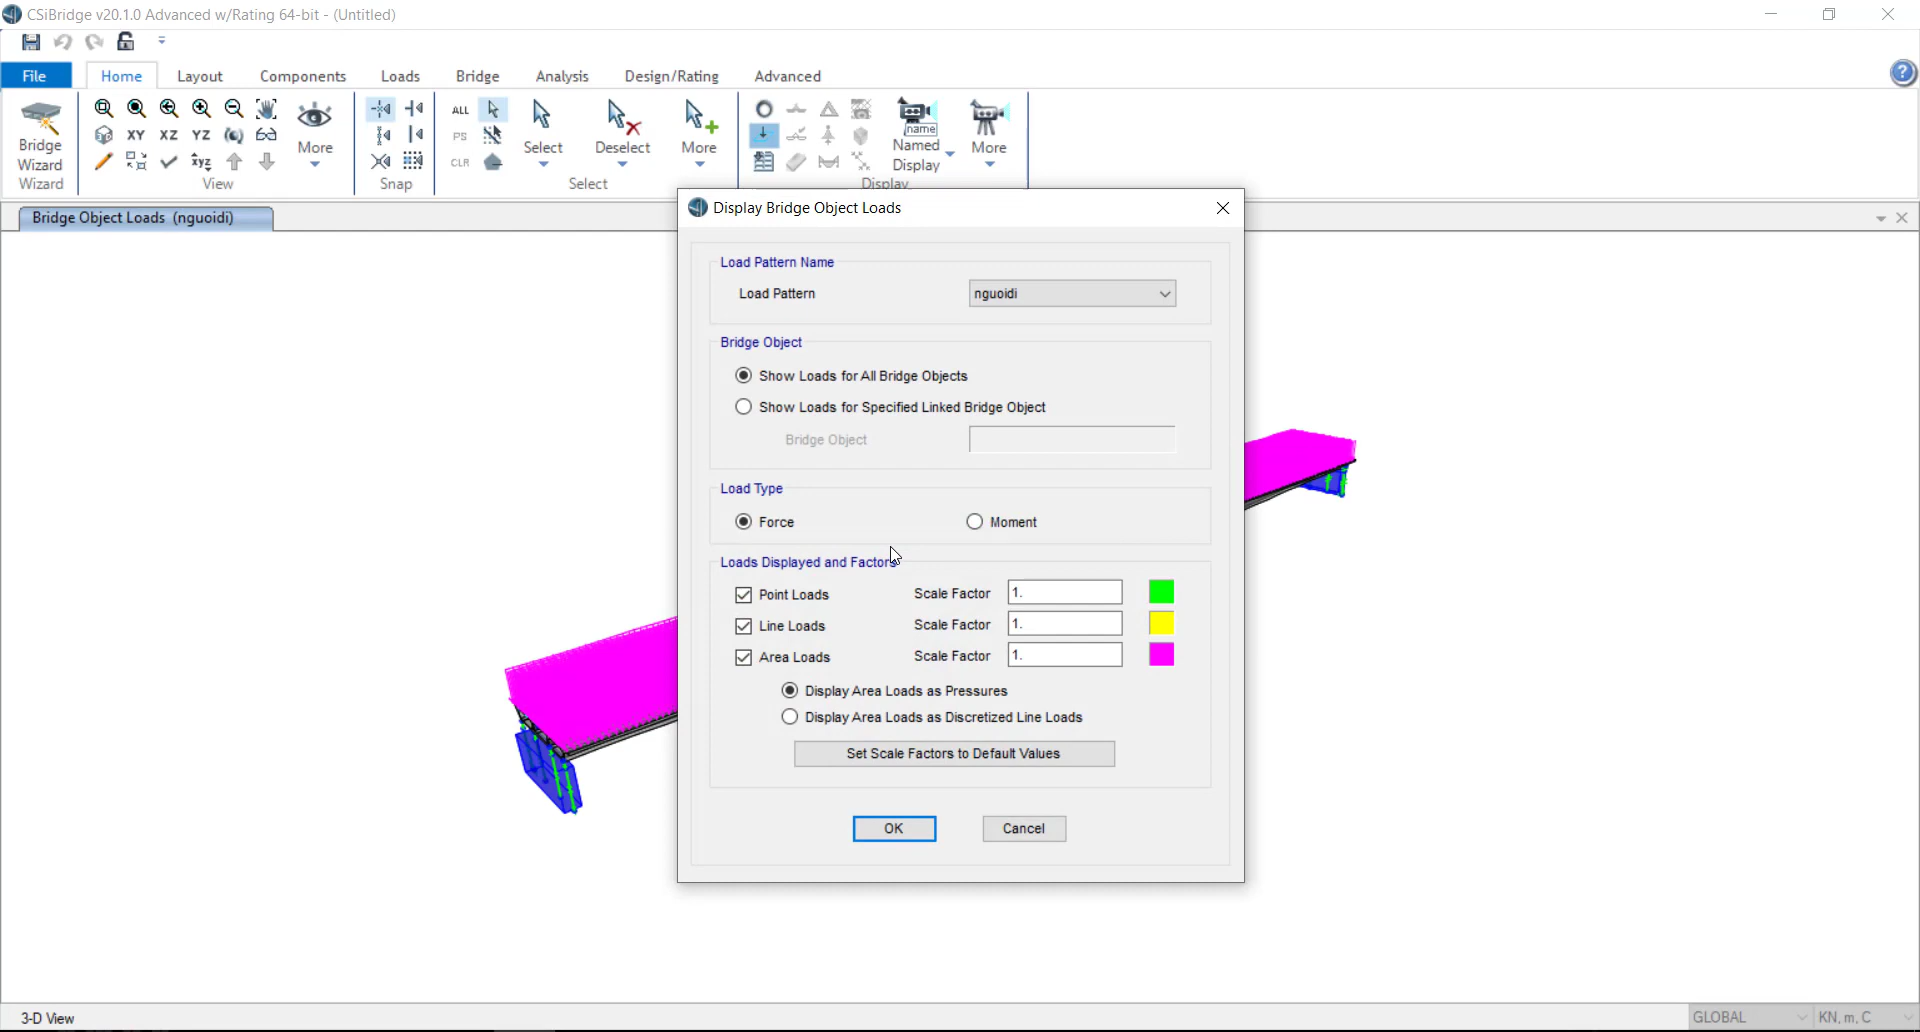 CSiBridge v20.1.0 Advanced w/Rating 64-bit - (Untitled)
File
Home
Layout
Components
Loads
Bridge
Analysis
Design/Rating
Advanced
?
Bridge
Wizard
Wizard
XY
XZ
YZ
xyz
More
View
Snap
ALL
PS
CLR
Select
Deselect
More
Select
name
Named
Display
More
Display
Bridge Object Loads (nguoidi)
Display Bridge Object Loads
Load Pattern Name
Load Pattern
nguoidi
Bridge Object
Show Loads for All Bridge Objects
Show Loads for Specified Linked Bridge Object
Bridge Object
Load Type
Force
Moment
Loads Displayed and Factors
Point Loads
Scale Factor
1.
Line Loads
Scale Factor
1.
Area Loads
Scale Factor
1.
Display Area Loads as Pressures
Display Area Loads as Discretized Line Loads
Set Scale Factors to Default Values
OK
Cancel
3-D View
GLOBAL
KN, m, C